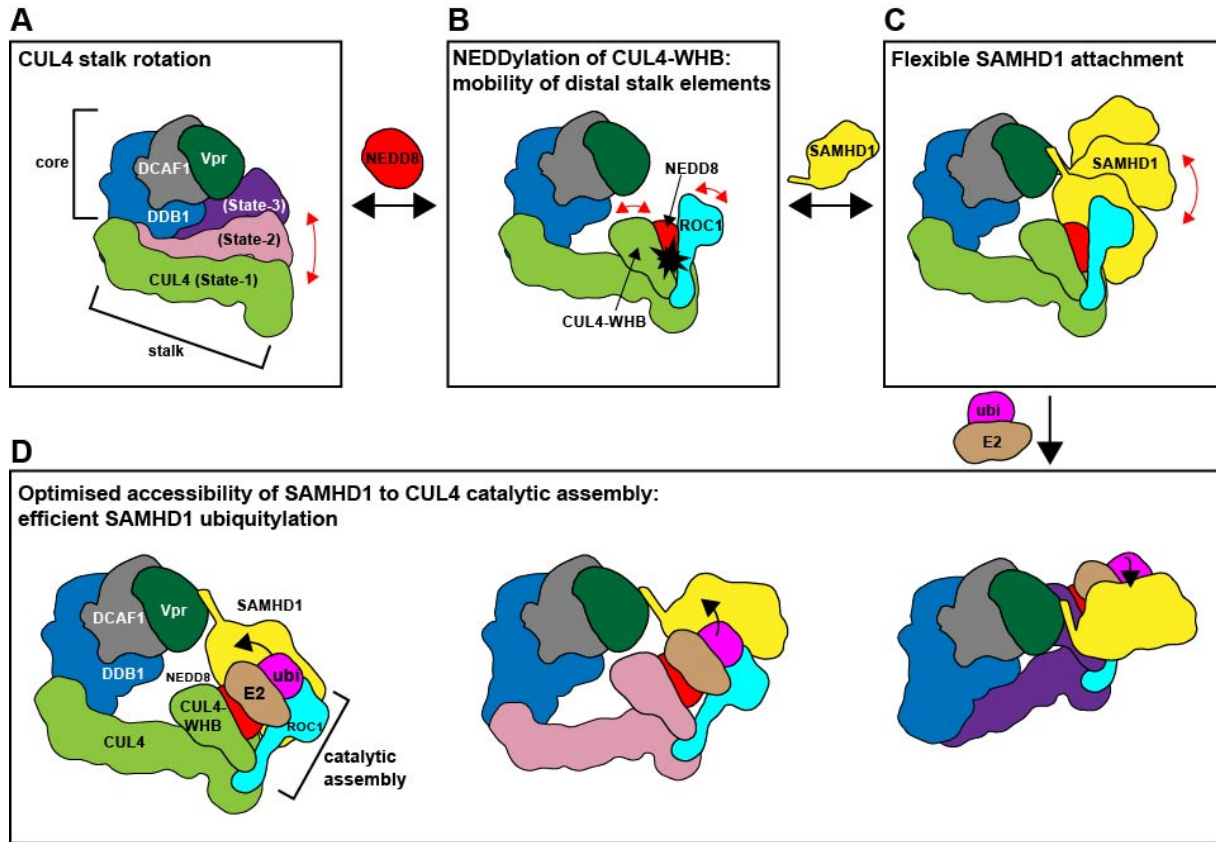 A
CUL4 stalk rotation
core
DCAF1
Vpr
DDB1
(State-3)
(State-2)
CUL4 (State-1)
stalk
NEDD8
B
NEDDylation of CUL4-WHB:
mobility of distal stalk elements
NEDD8
ROC1
CUL4-WHB
SAMHD1
C
Flexible SAMHD1 attachment
SAMHD1
ubi
E2
D
Optimised accessibility of SAMHD1 to CUL4 catalytic assembly:
efficient SAMHD1 ubiquitylation
DCAF1
Vpr
SAMHD1
DDB1
NEDD8
E2
ubi
CUL4-
WHB
ROC1
CUL4
catalytic
assembly